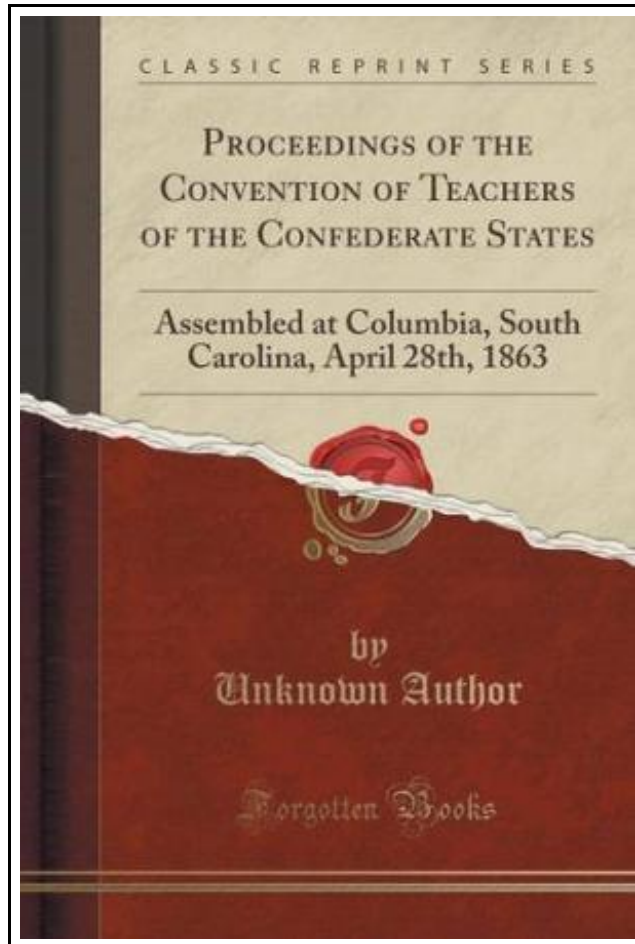 CLASSIC REPRINT SERIES
PROCEEDINGS OF THE
CONVENTION OF TEACHERS
OF THE CONFEDERATE STATES
Assembled at Columbia, South
Carolina, April 28th, 1863
by
Unknown Author
Forgotten Books